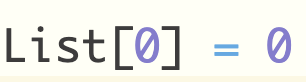 List[0] = 0